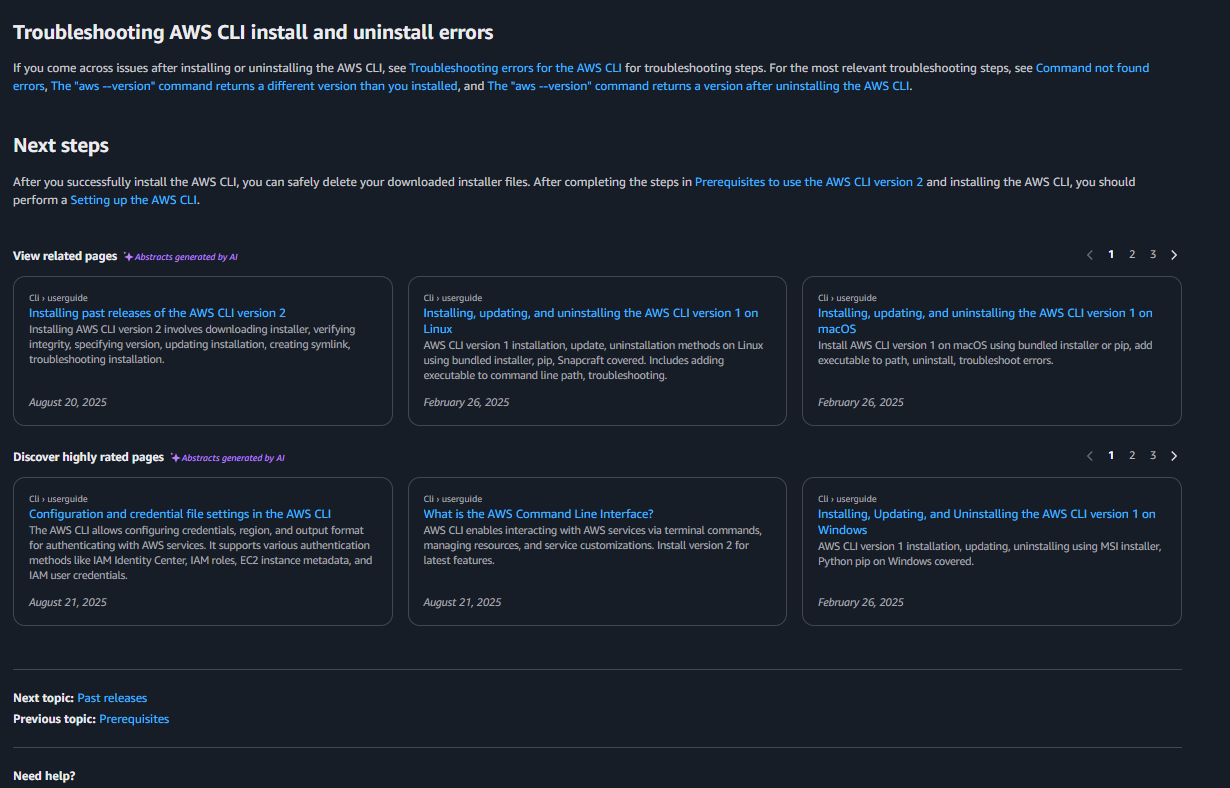 Troubleshooting AWS CLI install and uninstall errors
If you come across issues after installing or uninstalling the AWS CLI, see Troubleshooting errors for the AWS CLI for troubleshooting steps. For the most relevant troubleshooting steps, see Command not found
errors, The "aws --version" command returns a different version than you installed, and The "aws --version" command returns a version after uninstalling the AWS CLI.
Next steps
After you successfully install the AWS CLI, you can safely delete your downloaded installer files. After completing the steps in Prerequisites to use the AWS CLI version 2 and installing the AWS CLI, you should
perform a Setting up the AWS CLI.
View related pages Abstracts generated by AI
1 2 3
Cli › userguide
Installing past releases of the AWS CLI version 2
Installing AWS CLI version 2 involves downloading installer, verifying
integrity, specifying version, updating installation, creating symlink,
troubleshooting installation.
August 20, 2025
Cli › userguide
Installing, updating, and uninstalling the AWS CLI version 1 on
Linux
AWS CLI version 1 installation, update, uninstallation methods on Linux
using bundled installer, pip, Snapcraft covered. Includes adding
executable to command line path, troubleshooting.
February 26, 2025
Cli › userguide
Installing, updating, and uninstalling the AWS CLI version 1 on
macOS
Install AWS CLI version 1 on macOS using bundled installer or pip, add
executable to path, uninstall, troubleshoot errors.
February 26, 2025
Discover highly rated pages Abstracts generated by AI
1 2 3
Cli › userguide
Configuration and credential file settings in the AWS CLI
The AWS CLI allows configuring credentials, region, and output format
for authenticating with AWS services. It supports various authentication
methods like IAM Identity Center, IAM roles, EC2 instance metadata, and
IAM user credentials.
August 21, 2025
Cli › userguide
What is the AWS Command Line Interface?
AWS CLI enables interacting with AWS services via terminal commands,
managing resources, and service customizations. Install version 2 for
latest features.
August 21, 2025
Cli › userguide
Installing, Updating, and Uninstalling the AWS CLI version 1 on
Windows
AWS CLI version 1 installation, updating, uninstalling using MSI installer,
Python pip on Windows covered.
February 26, 2025
Next topic: Past releases
Previous topic: Prerequisites
Need help?